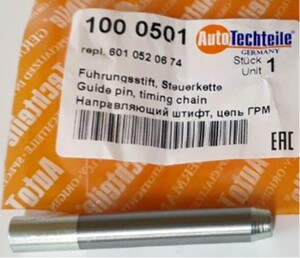 100 0501
AutoTechteile
GERMANY
repl. 601 052 06 74
Stück
Unit 1
Führungsstift, Steuerkette
Guide pin, timing chain
Направляющий штифт, цепь ГРМ
EAC